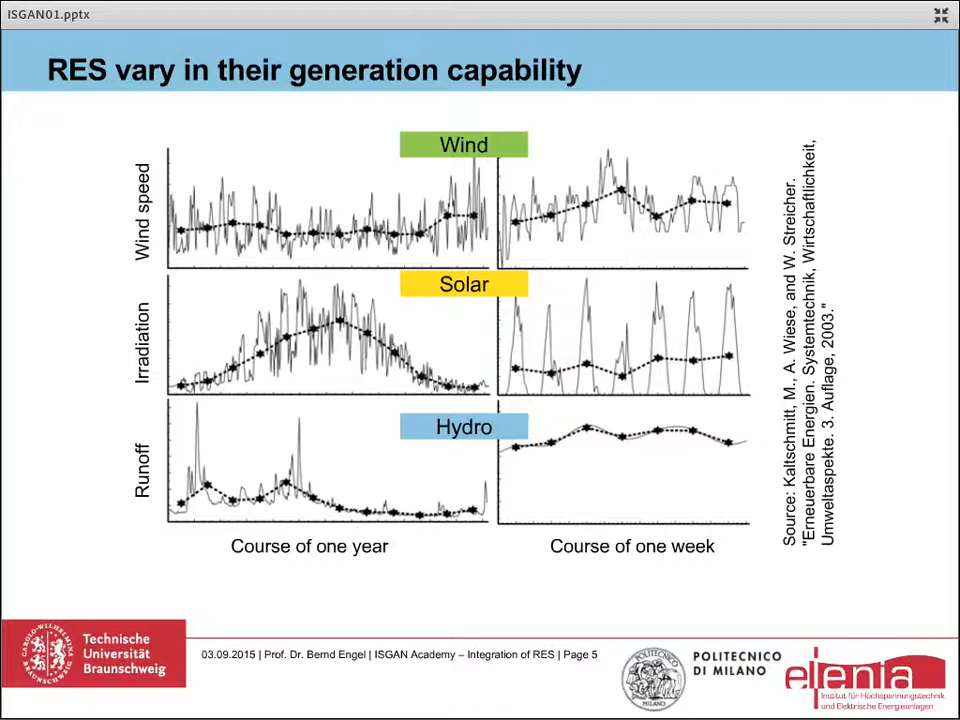 ISGAN01.pptx
RES vary in their generation capability
Wind
Wind speed
Solar
Irradiation
Hydro
Runoff
Course of one year
Course of one week
Source: Kaltschmitt, M., A. Wiese, and W. Streicher.
"Erneuerbare Energien. Systemtechnik, Wirtschaftlichkeit,
Umweltaspekte. 3. Auflage, 2003."
Technische
Universität
Braunschweig
03.09.2015 | Prof. Dr. Bernd Engel | ISGAN Academy – Integration of RES | Page 5
POLITECNICO
DI MILANO
elenia
Institut für Hochspannungstechnik
und Elektrische Energieanlagen